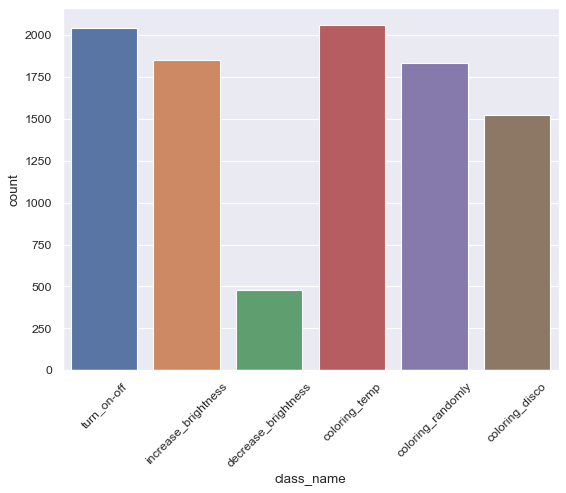 2000
1750
1500
1250
1000
750
500
250
0
count
turn_on-off
increase_brightness
decrease_brightness
coloring_temp
coloring_randomly
coloring_disco
class_name